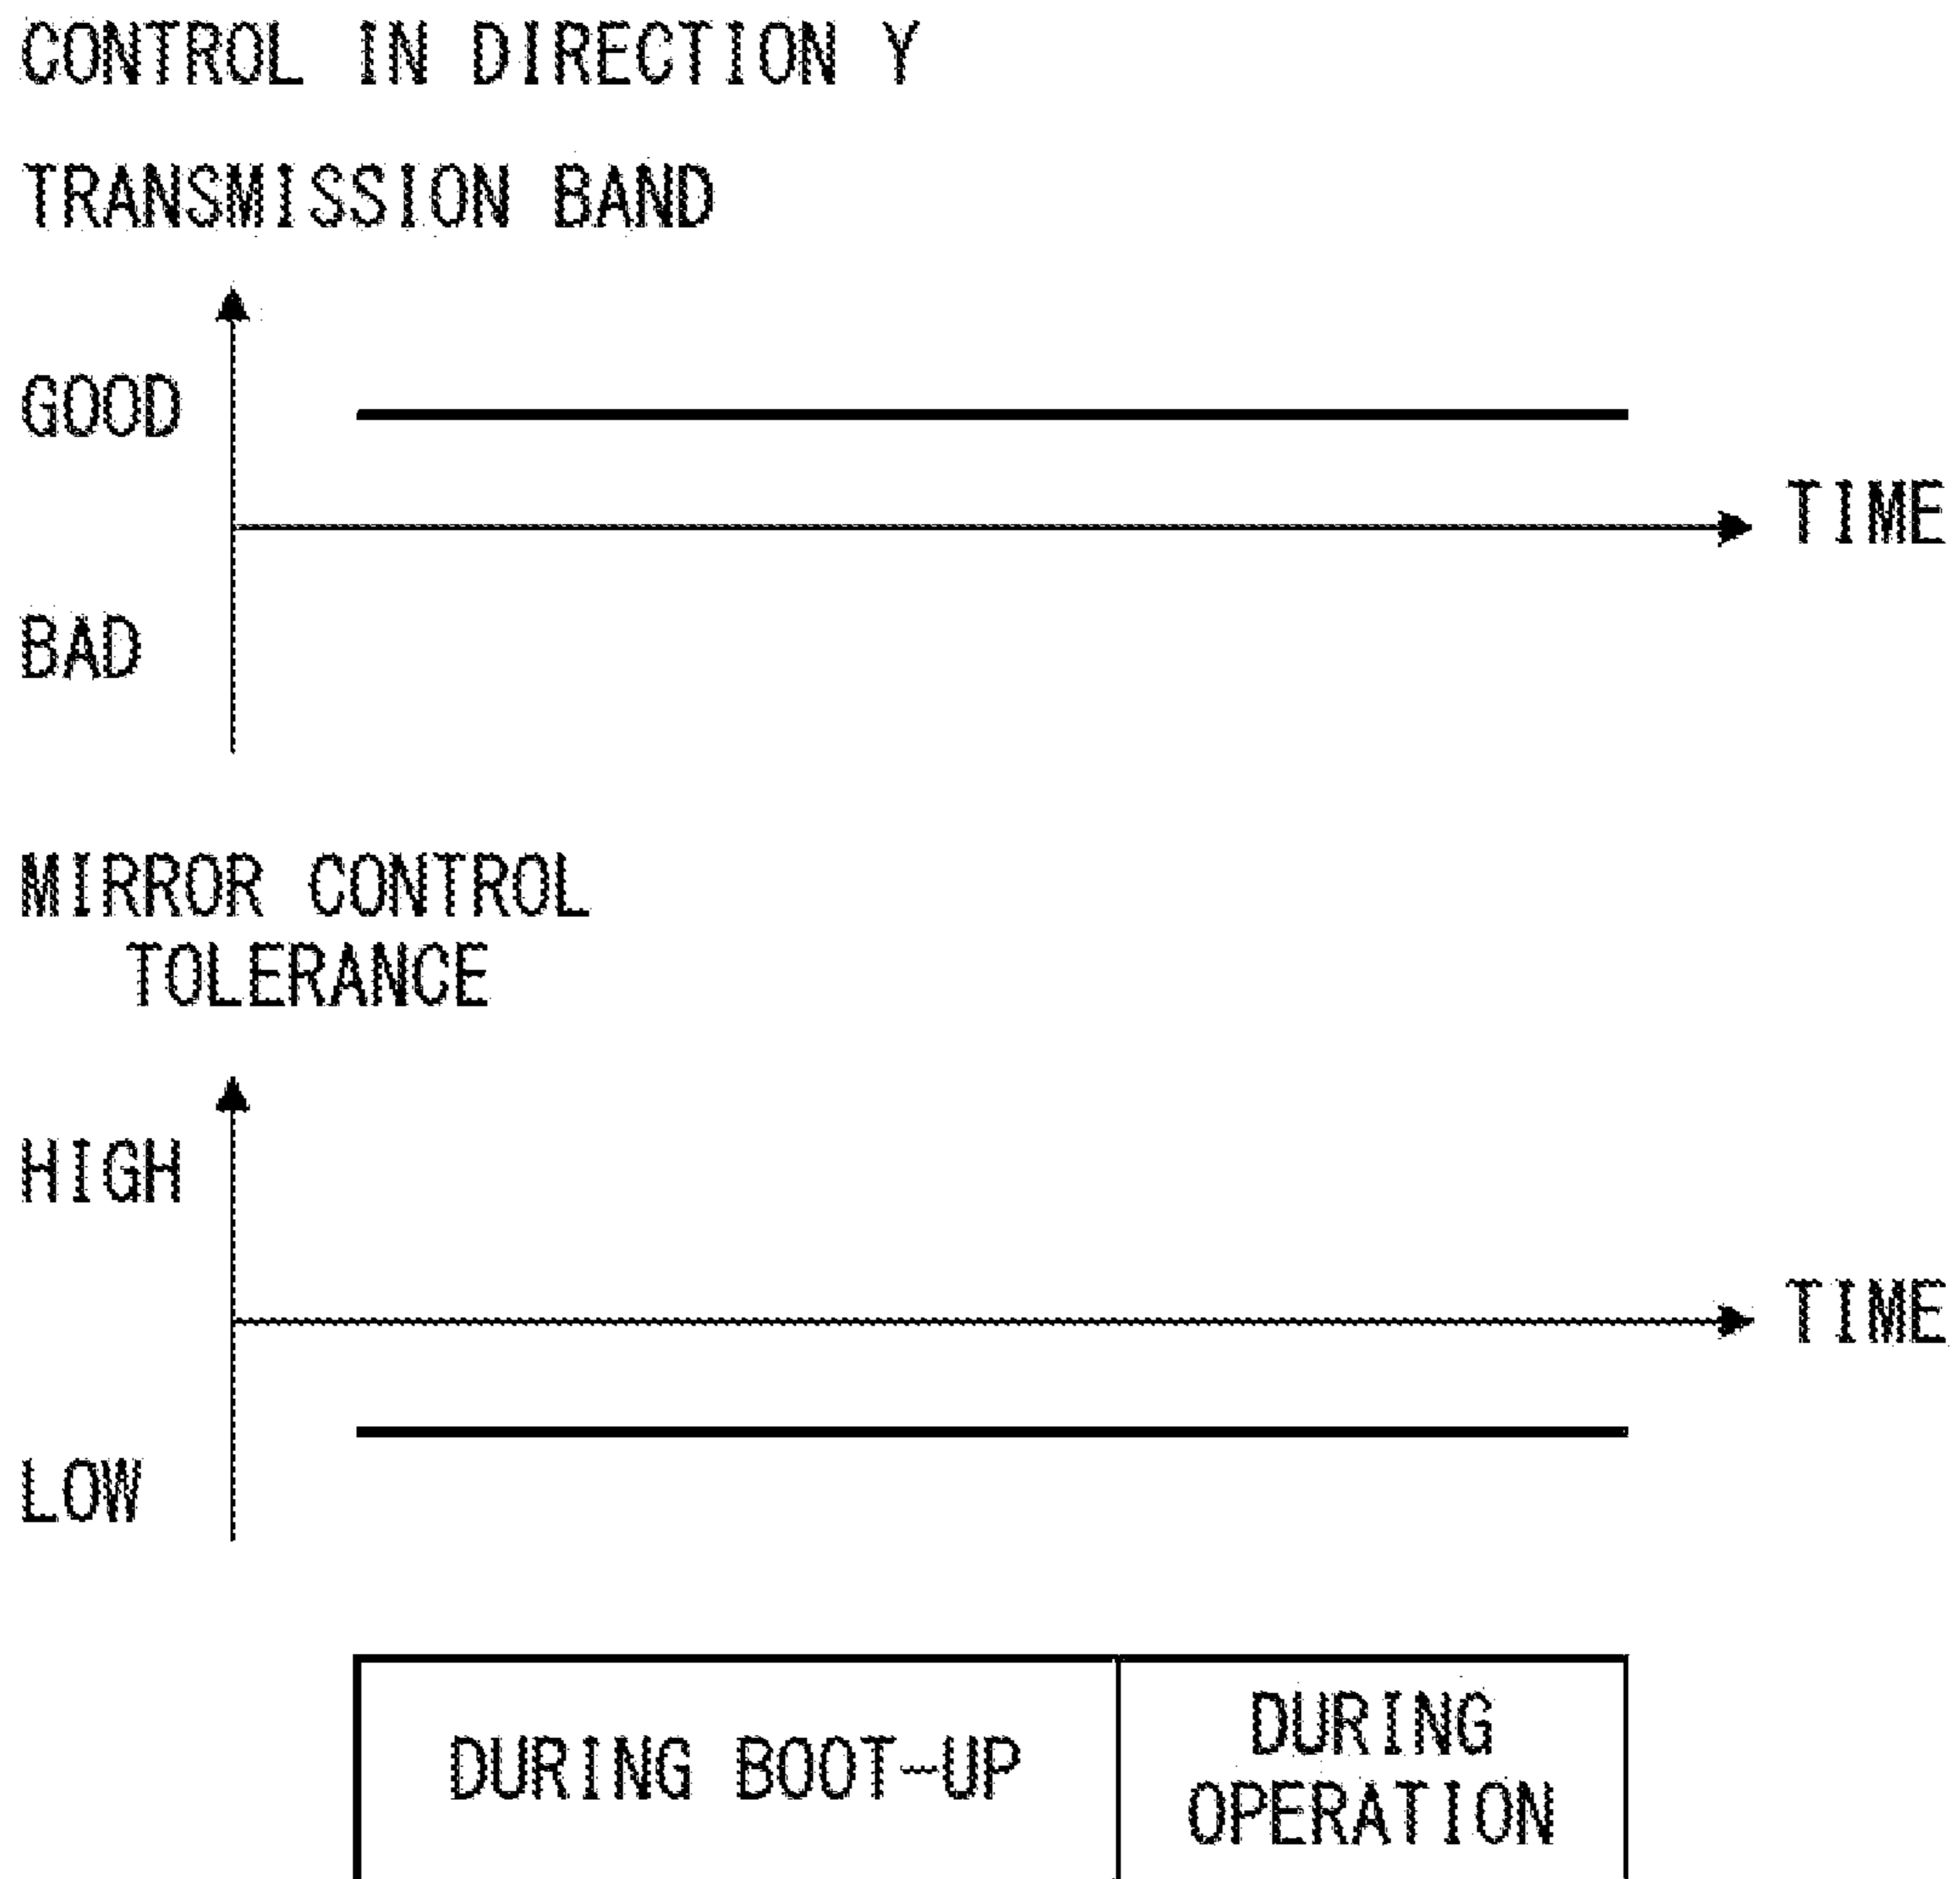 CONTROL IN DIRECTION Y
TRANSMISSION BAND
GOOD
TIME
BAD
MIRROR CONTROL
TOLERANCE
HIGH
TIME
LOW
DURING BOOT-UP
DURING
OPERATION